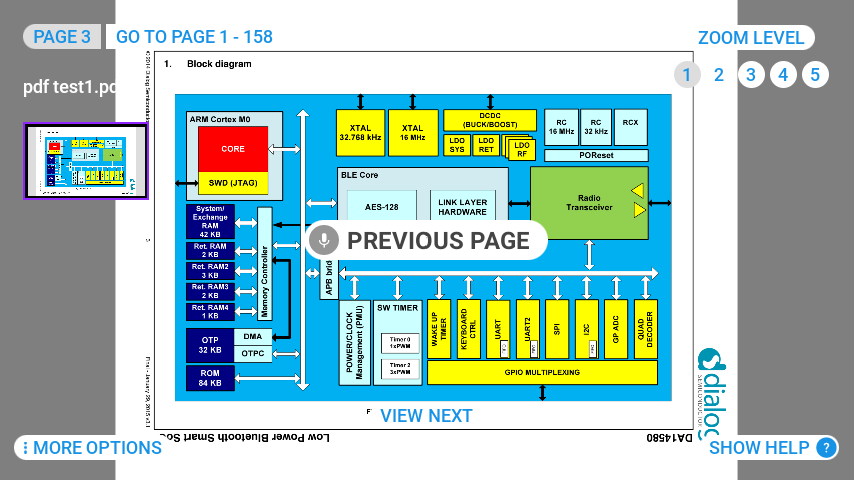 PAGE 3
GO TO PAGE 1 - 158
ZOOM LEVEL
1 2 3 4 5
pdf test1.pd
1. Block diagram
ARM Cortex M0
CORE
SWD (JTAG)
XTAL
32.768 kHz
XTAL
16 MHz
DCDC
(BUCK/BOOST)
LDO
SYS
LDO
RET
LDO
RF
RC
16 MHz
RC
32 kHz
RCX
POReset
BLE Core
AES-128
LINK LAYER
HARDWARE
Radio
Transceiver
System/
Exchange
RAM
42 KB
Ret. RAM
2 KB
Ret. RAM2
3 KB
Ret. RAM3
2 KB
Ret. RAM4
1 KB
Memory Controller
OTP
32 KB
DMA
OTPC
ROM
84 KB
PREVIOUS PAGE
APB brid
POWER/CLOCK
Management (PMU)
SW TIMER
Timer 0
1xPWM
Timer 2
3xPWM
WAKE UP
TIMER
KEYBOARD
CTRL
UART
UART2
SPI
I2C
GP ADC
QUAD
DECODER
GPIO MULTIPLEXING
VIEW NEXT
dialog
SEMICONDUCTOR
Low Power Bluetooth Smart SoC
DA14580
MORE OPTIONS
SHOW HELP ?